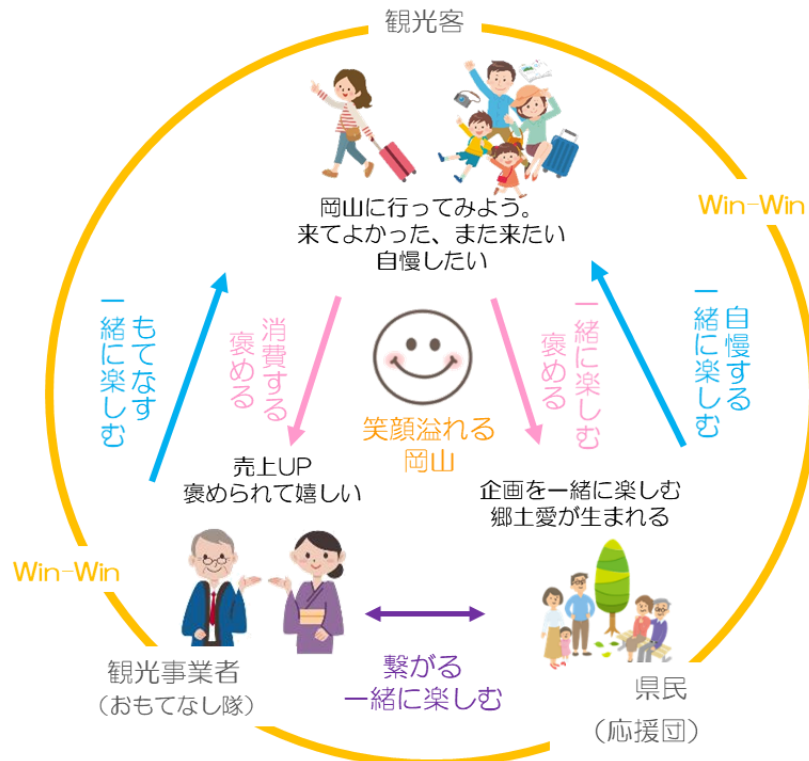 観光客
岡山に行ってみよう。
来てよかった、また来たい
自慢したい
Win-Win
もてなす
一緒に楽しむ
消費する
褒める
一緒に楽しむ
褒める
自慢する
一緒に楽しむ
笑顔溢れる
岡山
売上UP
褒められて嬉しい
企画を一緒に楽しむ
郷土愛が生まれる
Win-Win
観光事業者
（おもてなし隊）
繋がる
一緒に楽しむ
県民
（応援団）